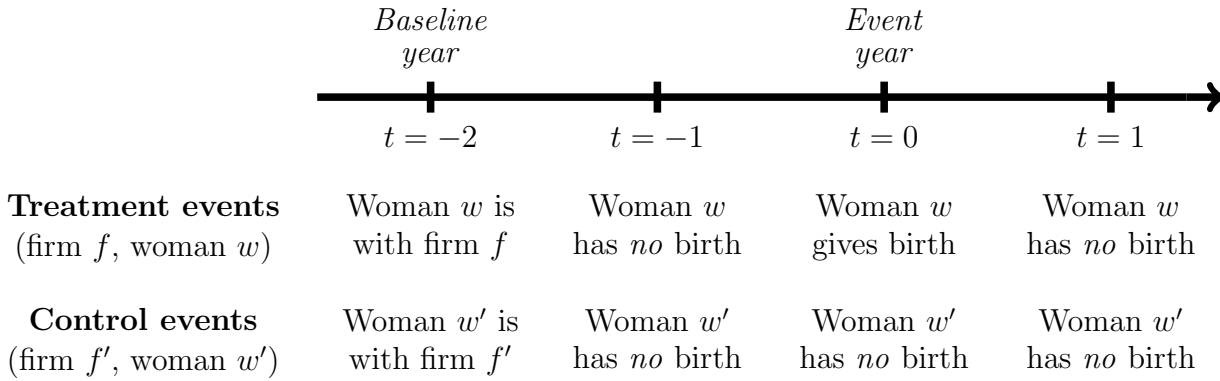 Baseline year
Event year
t = −2
t = −1
t = 0
t = 1
Treatment events
(firm f, woman w)
Woman w is
with firm f
Woman w
has no birth
Woman w
gives birth
Woman w
has no birth
Control events
(firm f′, woman w′)
Woman w′ is
with firm f′
Woman w′
has no birth
Woman w′
has no birth
Woman w′
has no birth